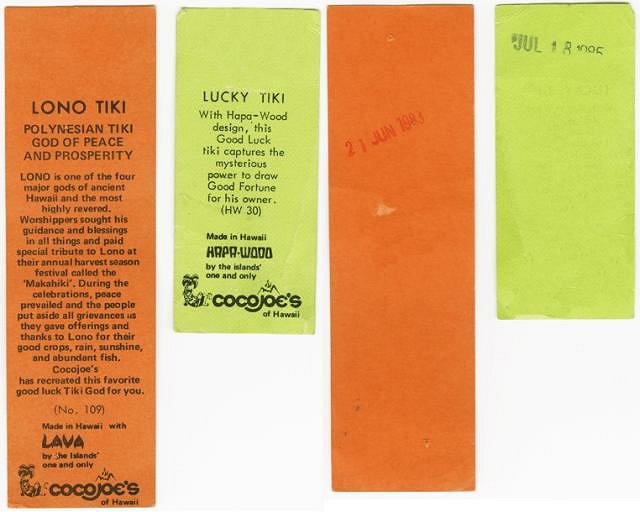 LONO TIKI
POLYNESIAN TIKI
GOD OF PEACE
AND PROSPERITY
LONO is one of the four
major gods of ancient
Hawaii and the most
highly revered.
Worshippers sought his
guidance and blessings
in all things and paid
special tribute to Lono at
their annual harvest season
festival called the
'Makahiki'. During the
celebrations, peace
prevailed and the people
put aside all grievances as
they gave offerings and
thanks to Lono for their
good crops, rain, sunshine,
and abundant fish.
Cocojoe's
has recreated this favorite
good luck Tiki God for you.
(No. 109)
Made in Hawaii with
LAVA
by the Islands'
one and only
COCOJOE'S
of Hawaii
LUCKY TIKI
With Hapa-Wood
design, this
Good Luck
tiki captures the
mysterious
power to draw
Good Fortune
for his owner.
(HW 30)
Made in Hawaii
HAPA-WOOD
by the islands'
one and only
COCOJOE'S
of Hawaii
21 JUN 1983
JUL 18